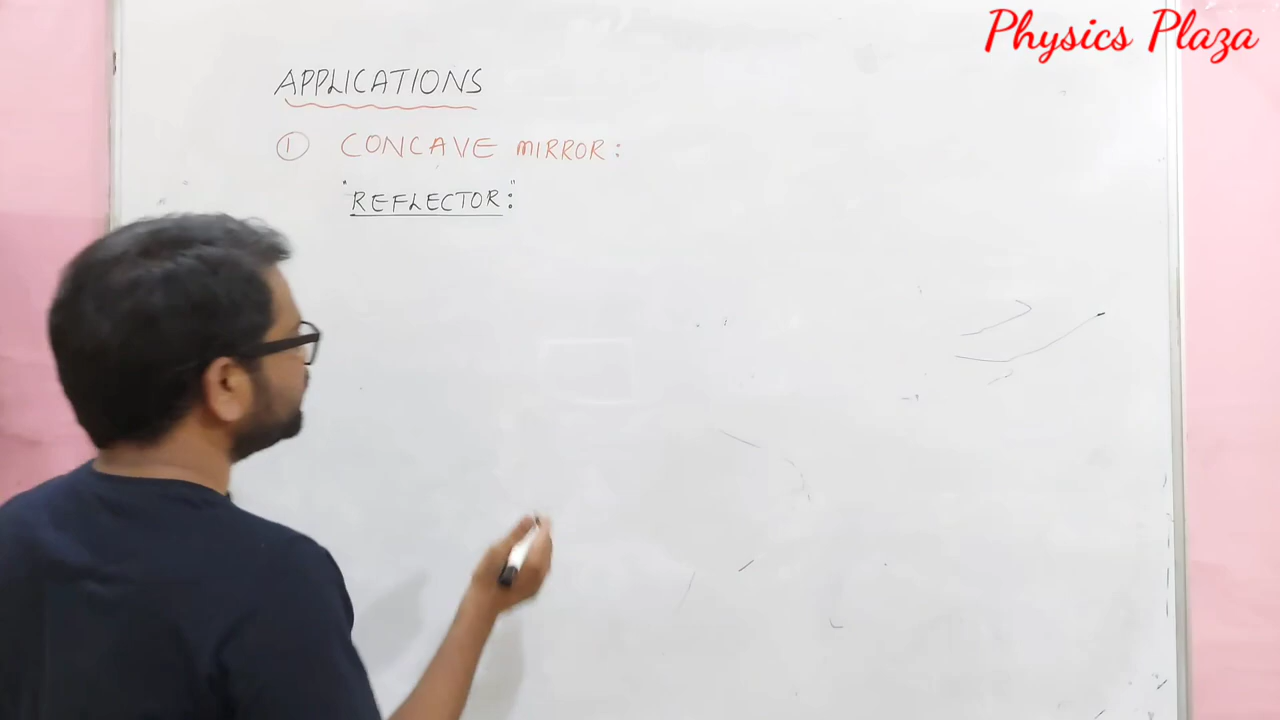 Physics Plaza
APPLICATIONS
① CONCAVE MIRROR:
"REFLECTOR:"